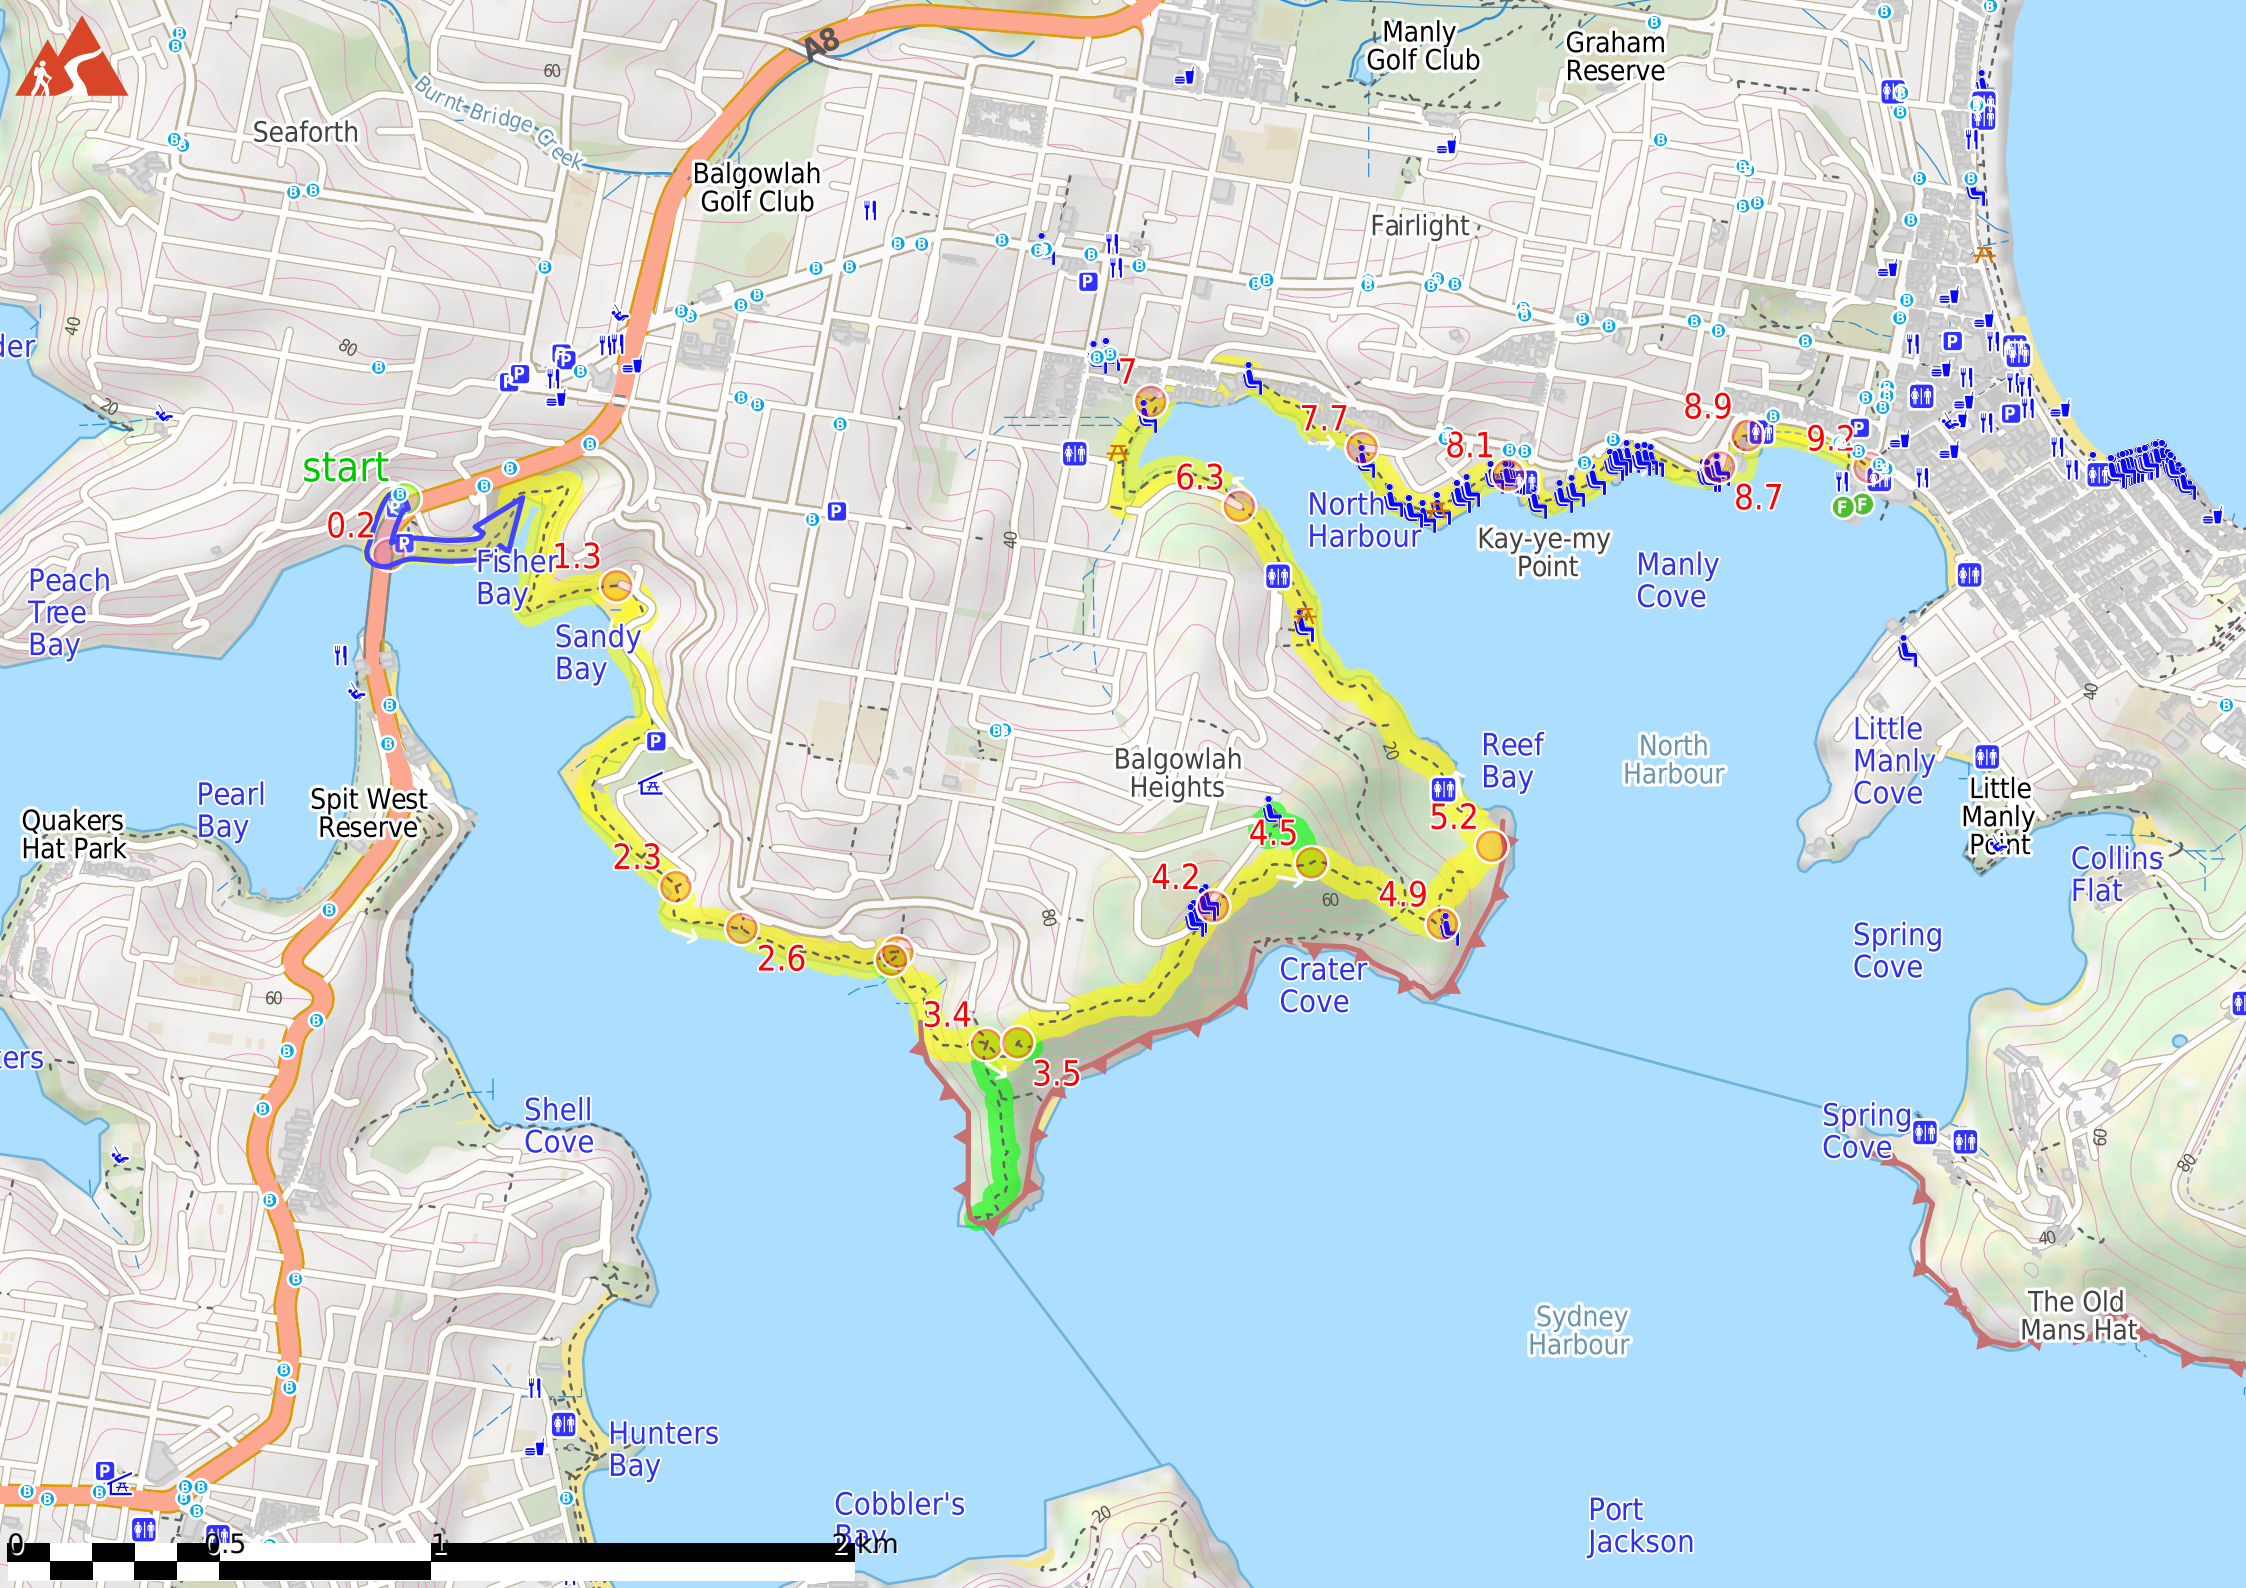 A8
Manly
Golf Club
Graham
Reserve
60
Burnt-Bridge-Creek
Seaforth
Balgowlah
Golf Club
Fairlight
40
80
20
der
start
0.2
1.3
Fisher
Bay
Sandy
Bay
Peach
Tree
Bay
7
7.7
8.1
8.9
9.2
8.7
6.3
North
Harbour
Kay-ye-my
Point
Manly
Cove
40
40
Reef
Bay
North
Harbour
Little
Manly
Cove
Little
Manly
Point
Collins
Flat
Balgowlah
Heights
20
Pearl
Bay
Spit West
Reserve
Quakers
Hat Park
2.3
2.6
3.4
3.5
4.2
4.5
4.9
5.2
60
80
60
Crater
Cove
Spring
Cove
kers
Shell
Cove
Spring
Cove
60
80
40
The Old
Mans Hat
Sydney
Harbour
Hunters
Bay
Cobbler's
Bay
20
Port
Jackson
0
0.5
1
2 km
P
P
P
P
P
P
P
P
P
P
P
P
F
F